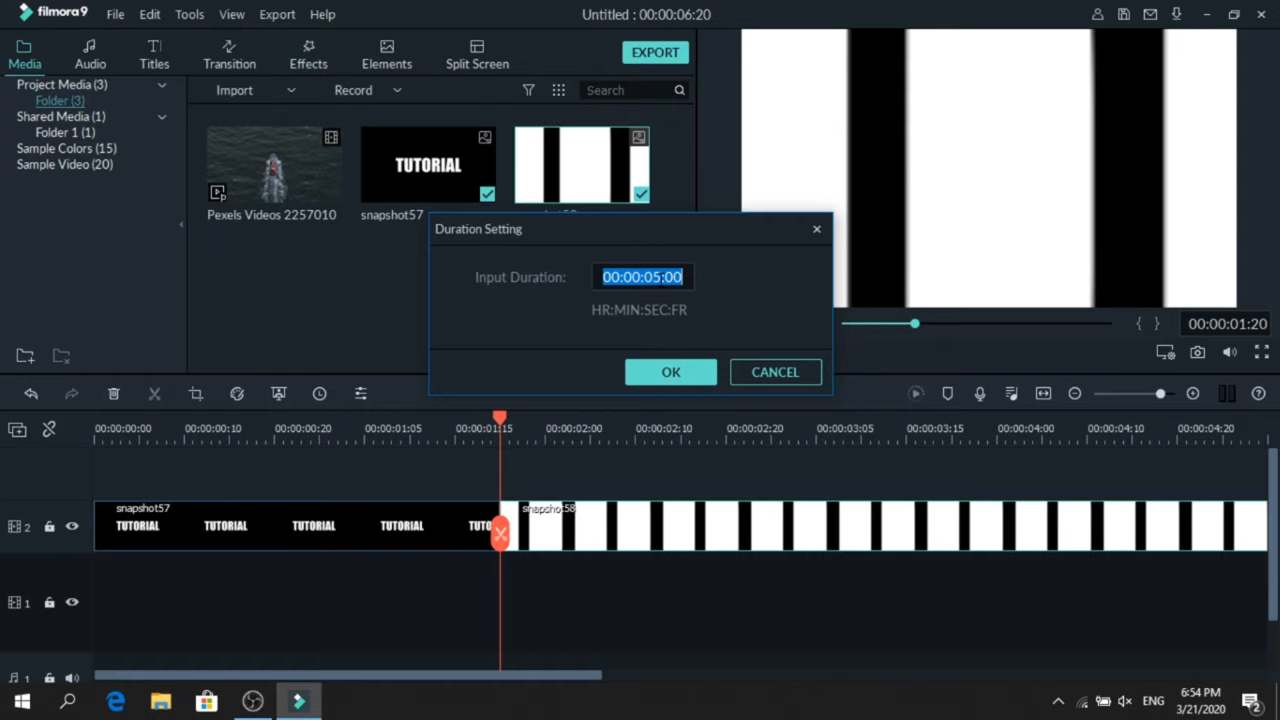 filmora9
File Edit Tools View Export Help
Untitled : 00:00:06:20
Media Audio Titles Transition Effects Elements Split Screen
EXPORT
Project Media (3)
Folder (3)
Shared Media (1)
Folder 1 (1)
Sample Colors (15)
Sample Video (20)
Import Record Search
TUTORIAL
Pexels Videos 2257010 snapshot57
Duration Setting
Input Duration: 00:00:05:00
HR:MIN:SEC:FR
OK CANCEL
00:00:01:20
00:00:00:00 00:00:00:10 00:00:00:20 00:00:01:05 00:00:01:15 00:00:02:00 00:00:02:10 00:00:02:20 00:00:03:05 00:00:03:15 00:00:04:00 00:00:04:10 00:00:04:20
snapshot57 snapshot58
2 TUTORIAL TUTORIAL TUTORIAL TUTORIAL TUTO
1
1
ENG
6:54 PM
3/21/2020
2